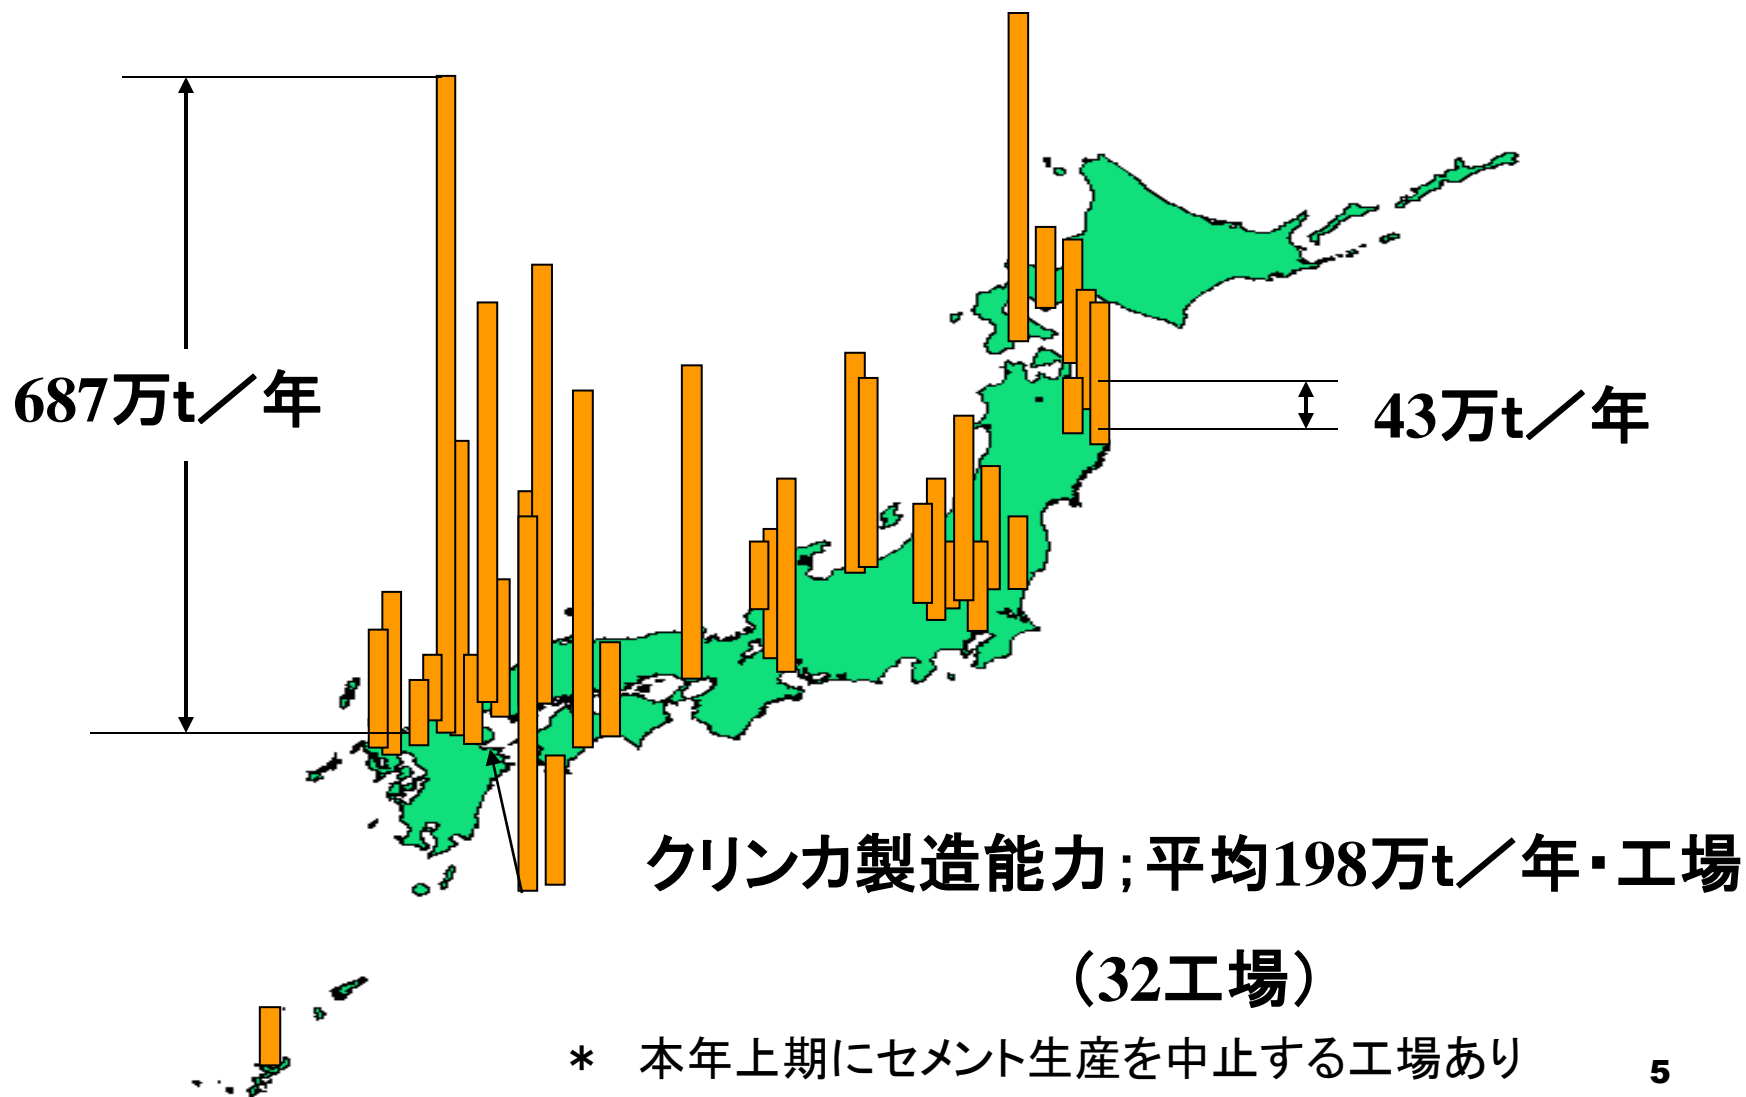 687万t／年
43万t／年
クリンカ製造能力；平均198万t／年・工場
（32工場）
＊　本年上期にセメント生産を中止する工場あり
5